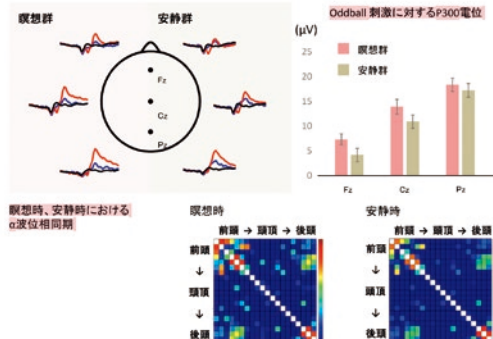 瞑想群
安静群
Fz
Cz
Pz
Oddball 刺激に対するP300電位
(μV)
瞑想群
安静群
25
20
15
10
5
0
Fz
Cz
Pz
瞑想時、安静時における
α波位相同期
瞑想時
前頭 → 頭頂 → 後頭
前頭
↓
頭頂
↓
後頭
安静時
前頭 → 頭頂 → 後頭
前頭
↓
頭頂
↓
後頭